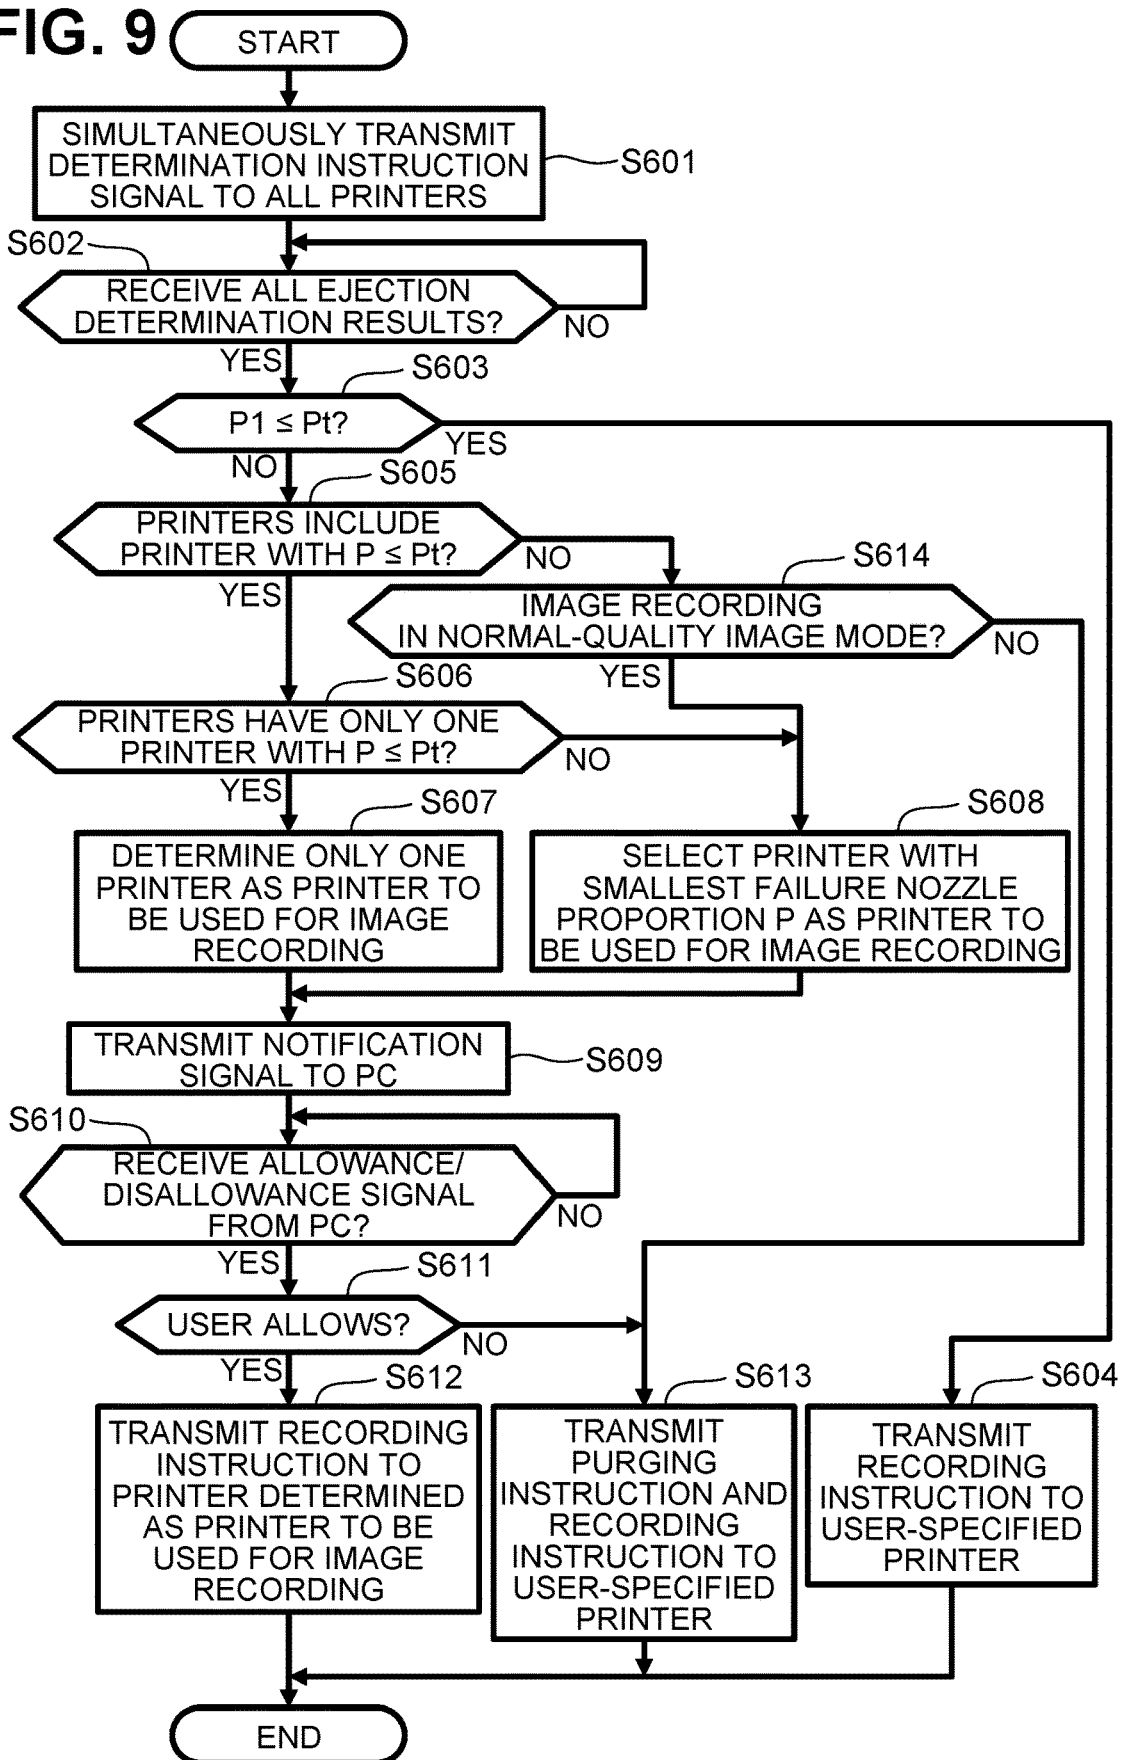 FIG. 9
START
SIMULTANEOUSLY TRANSMIT
DETERMINATION INSTRUCTION
SIGNAL TO ALL PRINTERS
S601
S602
RECEIVE ALL EJECTION
DETERMINATION RESULTS?
NO
YES
S603
P1 ≤ Pt?
YES
NO
S605
PRINTERS INCLUDE
PRINTER WITH P ≤ Pt?
NO
YES
S614
IMAGE RECORDING
IN NORMAL-QUALITY IMAGE MODE?
NO
YES
S606
PRINTERS HAVE ONLY ONE
PRINTER WITH P ≤ Pt?
NO
YES
S607
DETERMINE ONLY ONE
PRINTER AS PRINTER TO
BE USED FOR IMAGE
RECORDING
S608
SELECT PRINTER WITH
SMALLEST FAILURE NOZZLE
PROPORTION P AS PRINTER TO
BE USED FOR IMAGE RECORDING
TRANSMIT NOTIFICATION
SIGNAL TO PC
S609
S610
RECEIVE ALLOWANCE/
DISALLOWANCE SIGNAL
FROM PC?
NO
YES
S611
USER ALLOWS?
NO
YES
S612
TRANSMIT RECORDING
INSTRUCTION TO
PRINTER DETERMINED
AS PRINTER TO BE
USED FOR IMAGE
RECORDING
S613
TRANSMIT
PURGING
INSTRUCTION AND
RECORDING
INSTRUCTION TO
USER-SPECIFIED
PRINTER
S604
TRANSMIT
RECORDING
INSTRUCTION TO
USER-SPECIFIED
PRINTER
END